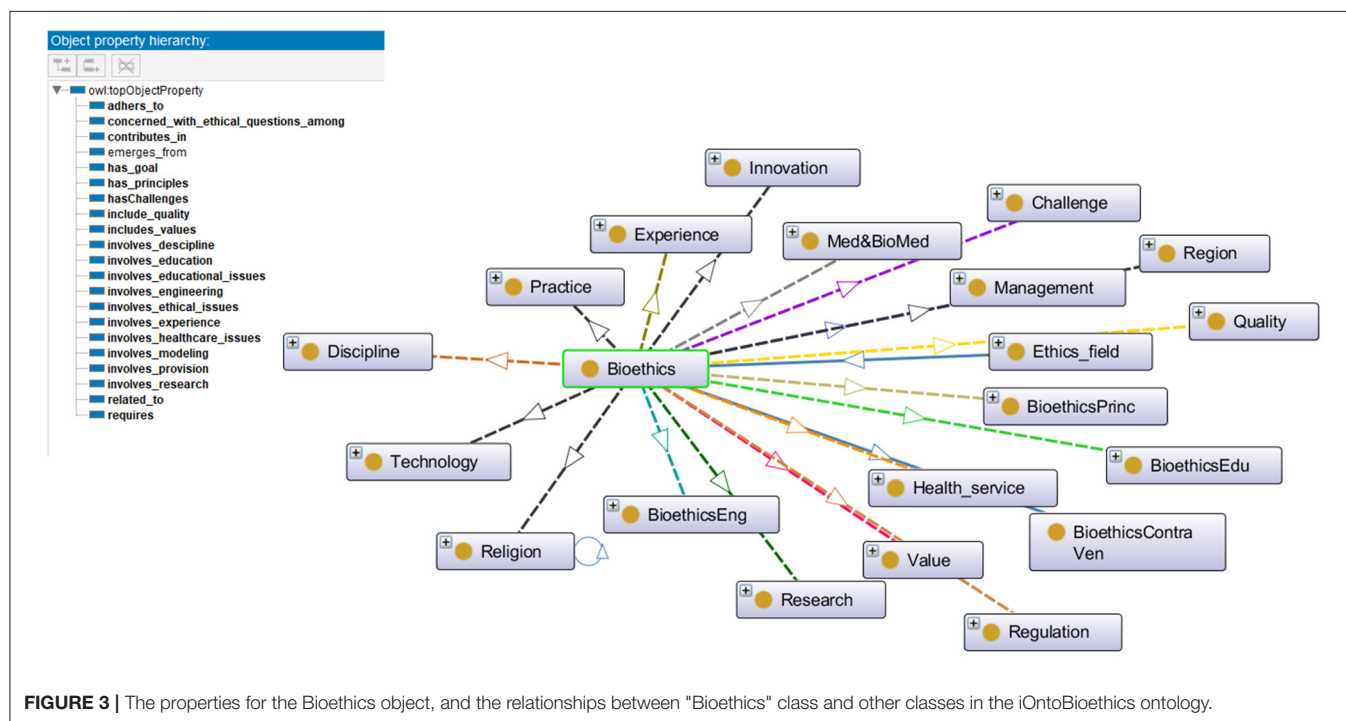 Object property hierarchy:
owl:topObjectProperty
adhers_to
concerned_with_ethical_questions_among
contributes_in
emerges_from
has_goal
has_principles
hasChallenges
include_quality
includes_values
involves_descipline
involves_education
involves_educational_issues
involves_engineering
involves_ethical_issues
involves_experience
involves_healthcare_issues
involves_modeling
involves_provision
involves_research
related_to
requires
Innovation
Challenge
Experience
Med&BioMed
Region
Practice
Management
Quality
Discipline
Ethics_field
Bioethics
BioethicsPrinc
Technology
BioethicsEdu
Health_service
BioethicsEng
BioethicsContra
Ven
Religion
Value
Research
Regulation
FIGURE 3 | The properties for the Bioethics object, and the relationships between "Bioethics" class and other classes in the iOntoBioethics ontology.